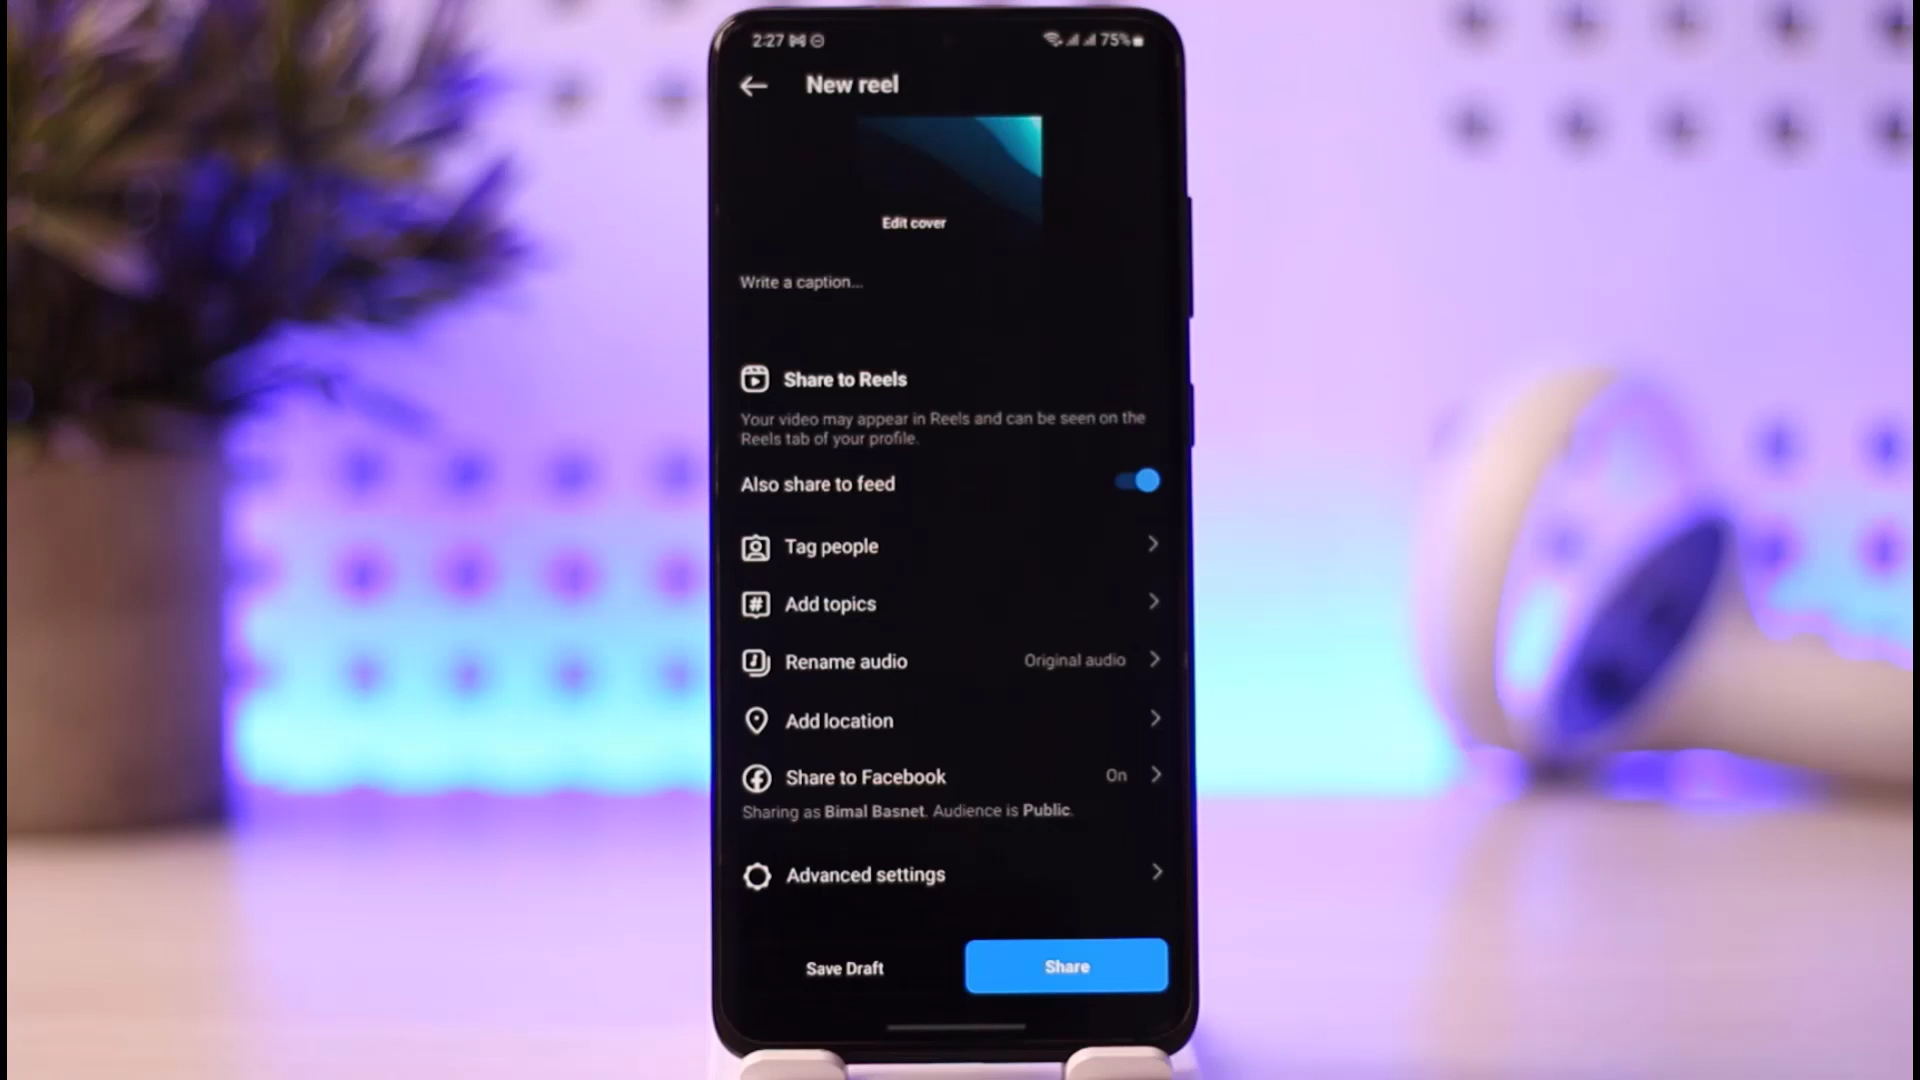 2:27
75%
New reel
Edit cover
Write a caption...
Share to Reels
Your video may appear in Reels and can be seen on the
Reels tab of your profile.
Also share to feed
Tag people
Add topics
Rename audio
Original audio
Add location
Share to Facebook
On
Sharing as Bimal Basnet. Audience is Public.
Advanced settings
Save Draft
Share